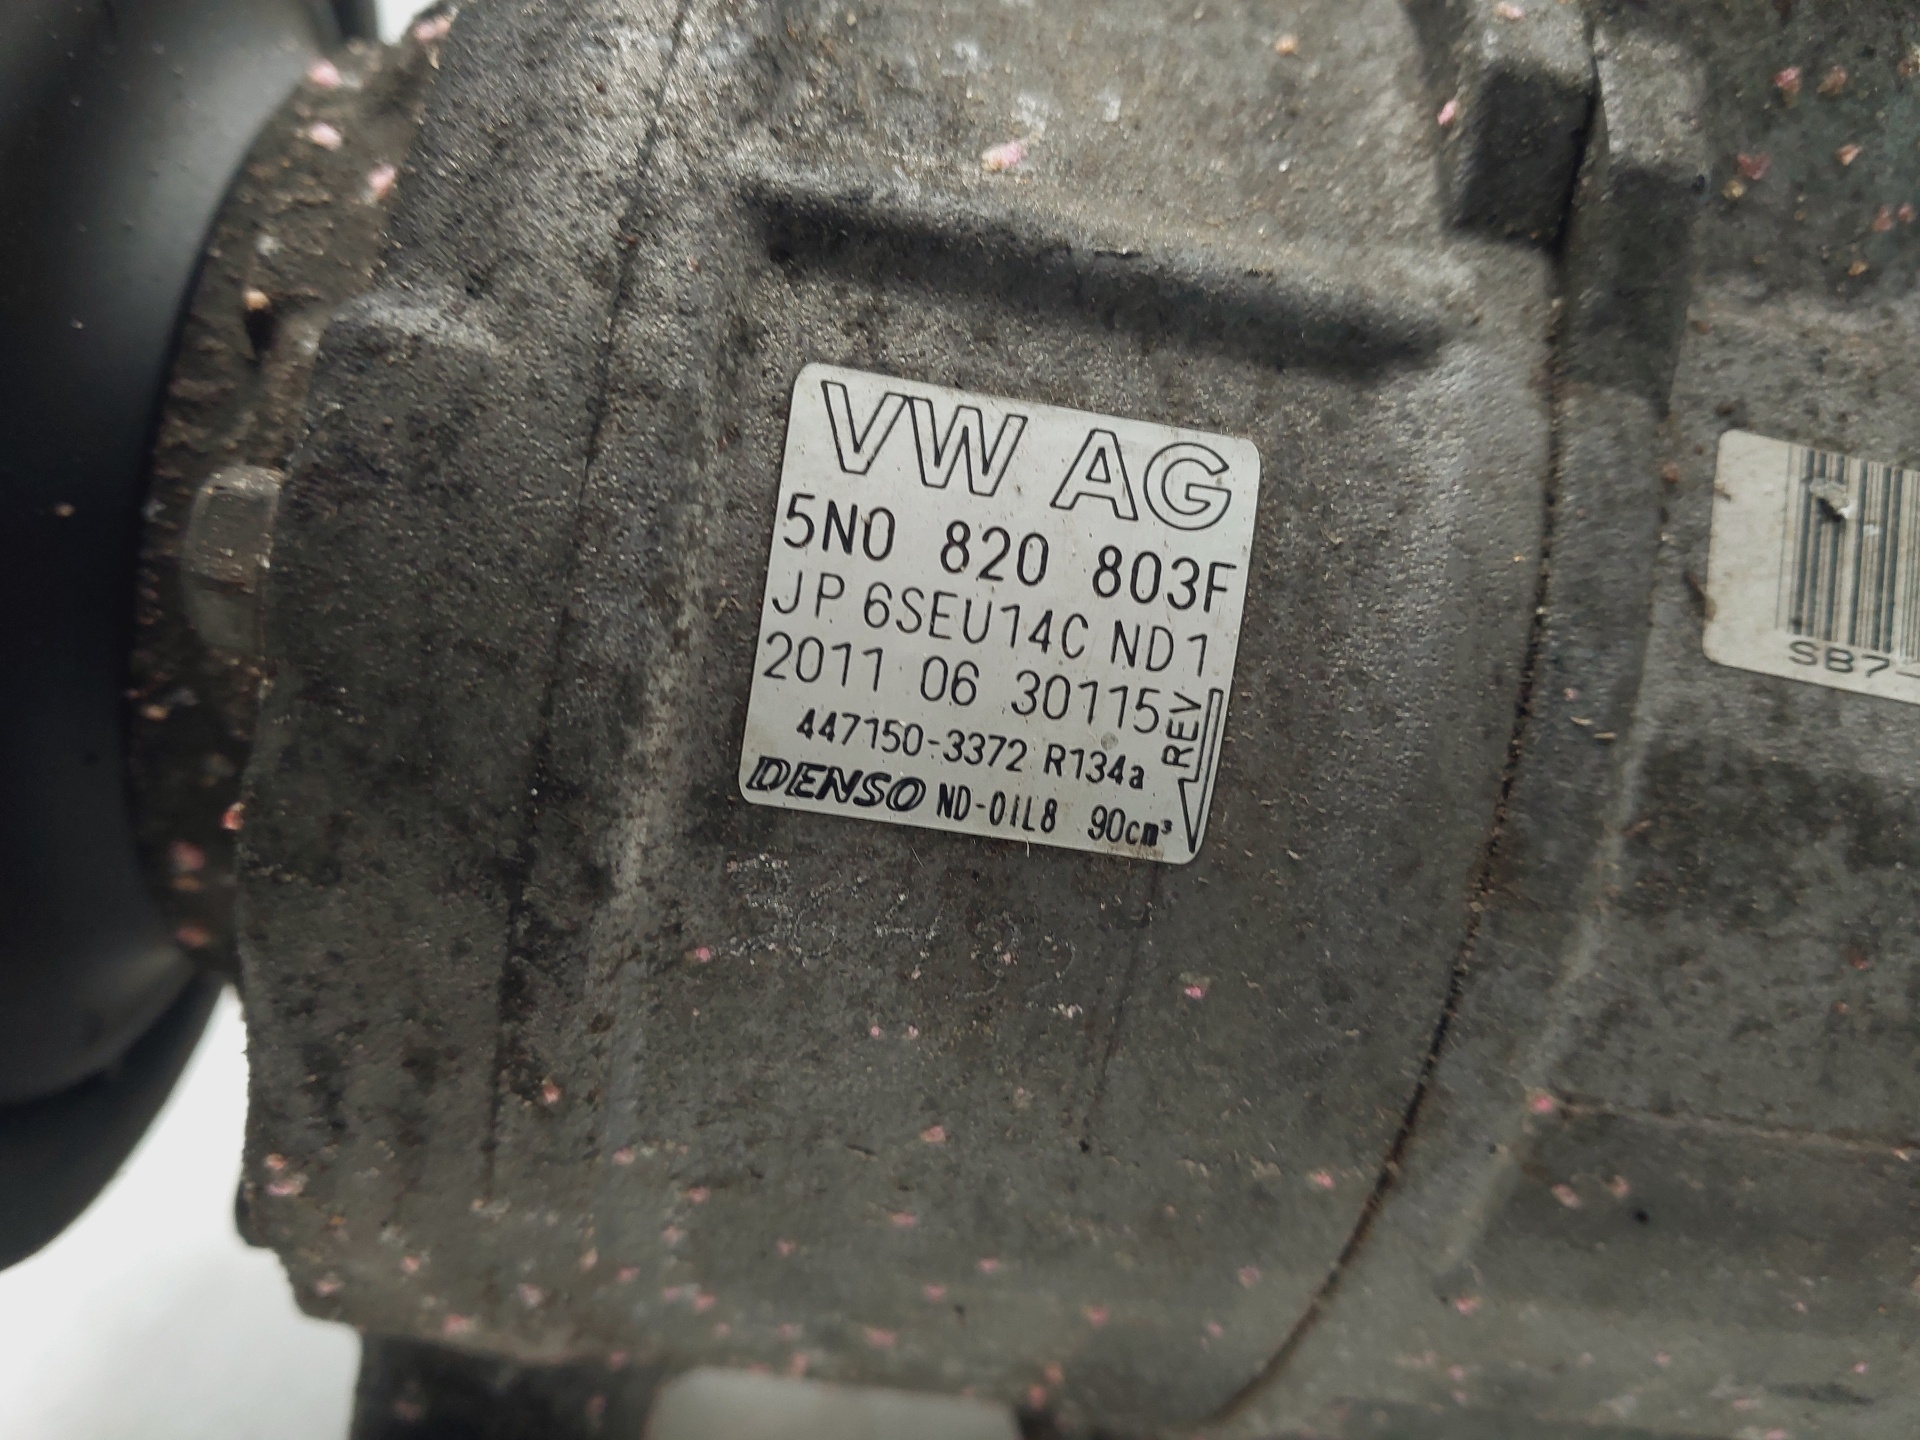 VW AG
5N0 820 803F
JP 6SEU14C ND1
2011 06 30115
REV
447150-3372 R134a
DENSO ND-OIL8 90cm³
SB7-